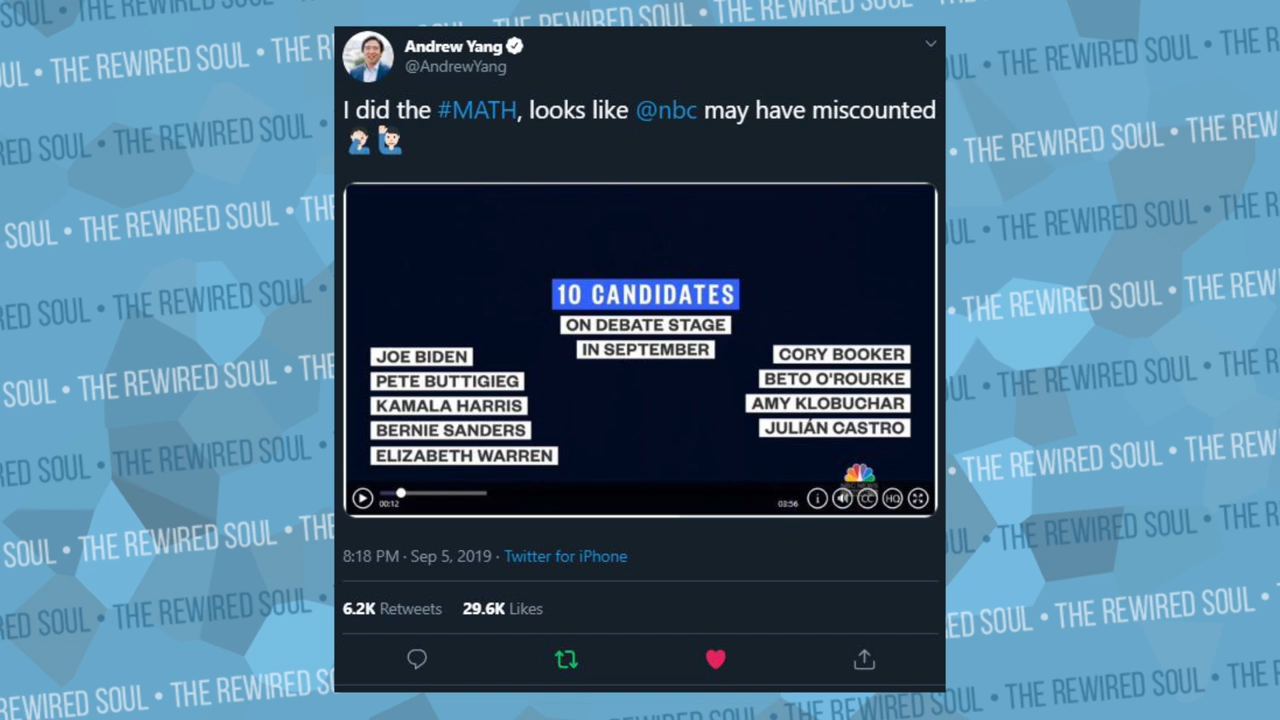 THE REWIRED SOUL • THE REWIRED SOUL
Andrew Yang
@AndrewYang
I did the #MATH, looks like @nbc may have miscounted
10 CANDIDATES
ON DEBATE STAGE
IN SEPTEMBER
JOE BIDEN
PETE BUTTIGIEG
KAMALA HARRIS
BERNIE SANDERS
ELIZABETH WARREN
CORY BOOKER
BETO O'ROURKE
AMY KLOBUCHAR
JULIÁN CASTRO
00:12
03:56
CC
HQ
8:18 PM · Sep 5, 2019 · Twitter for iPhone
6.2K Retweets 29.6K Likes